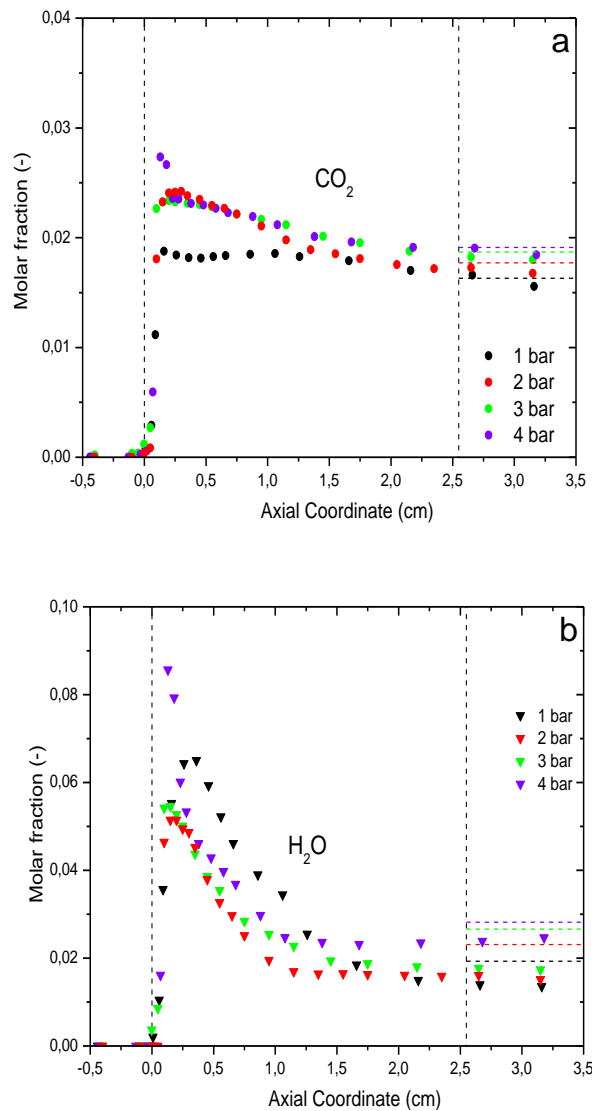 a
0,04
0,03
0,02
0,01
0,00
Molar fraction (-)
CO2
1 bar
2 bar
3 bar
4 bar
-0,5 0,0 0,5 1,0 1,5 2,0 2,5 3,0 3,5
Axial Coordinate (cm)
b
0,10
0,08
0,06
0,04
0,02
0,00
Molar fraction (-)
H2O
1 bar
2 bar
3 bar
4 bar
-0,5 0,0 0,5 1,0 1,5 2,0 2,5 3,0 3,5
Axial Coordinate (cm)